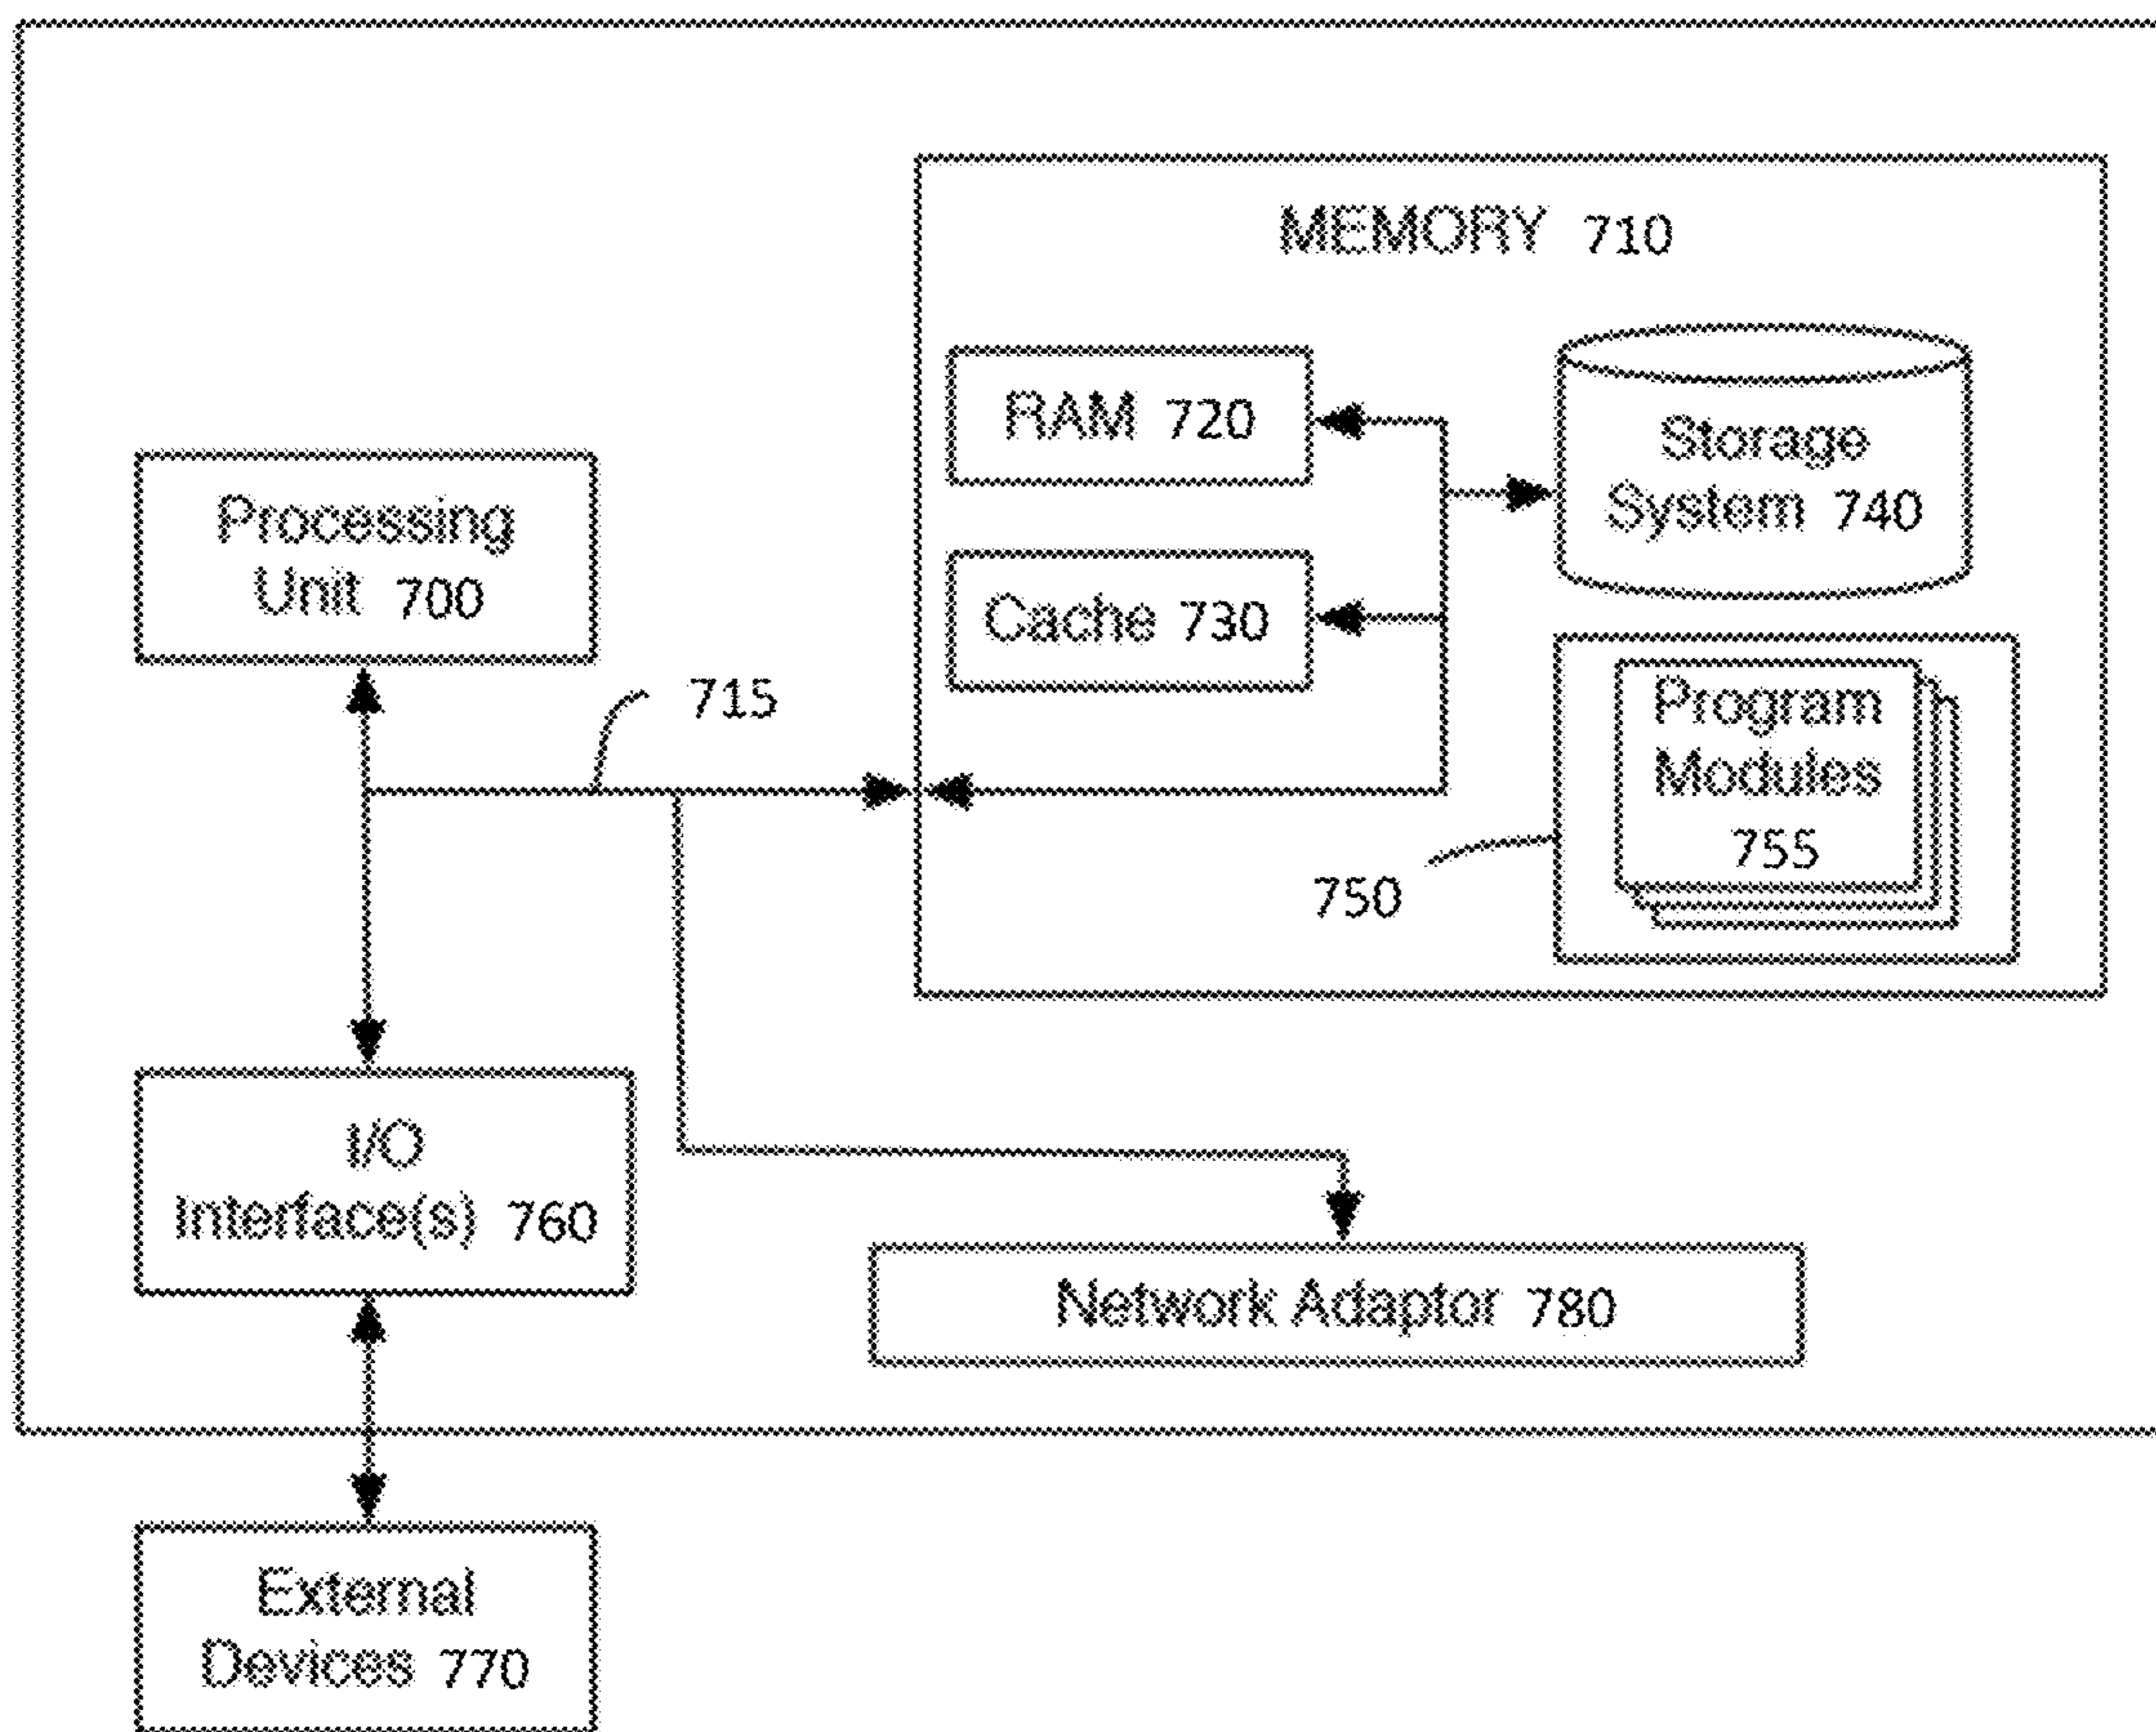 MEMORY 710
RAM 720
Storage
System 740
Processing
Unit 700
Cache 730
715
Program
Modules
755
750
I/O
Interface(s) 760
Network Adaptor 780
External
Devices 770